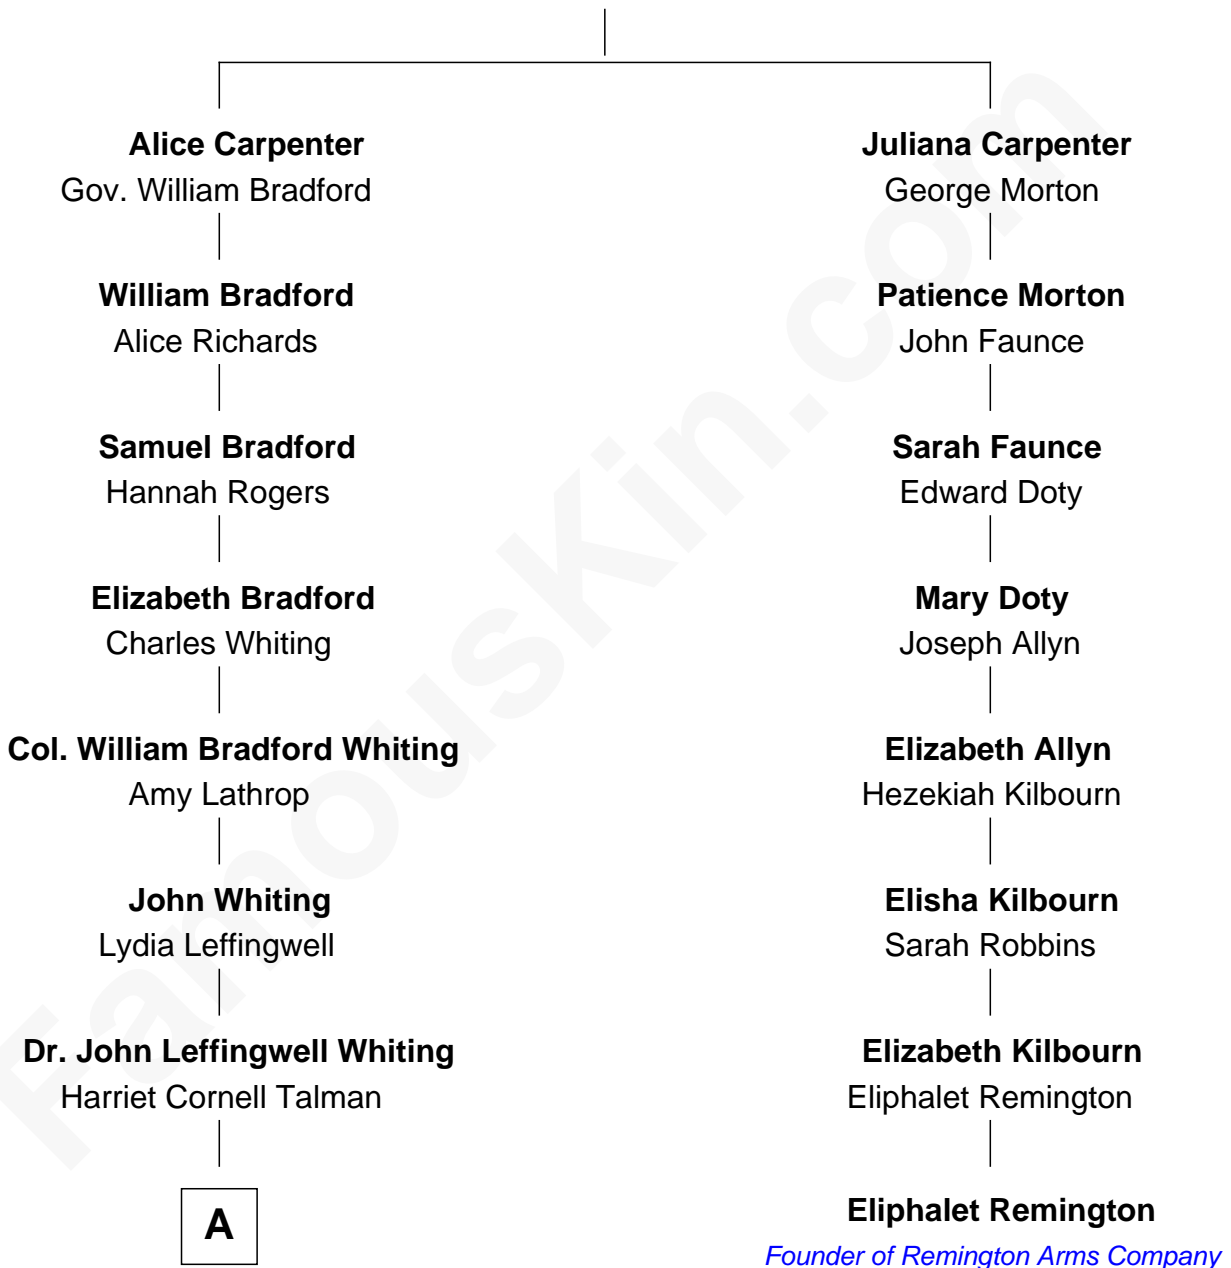 Alice Carpenter
Gov. William Bradford
William Bradford
Alice Richards
Samuel Bradford
Hannah Rogers
Elizabeth Bradford
Charles Whiting
Col. William Bradford Whiting
Amy Lathrop
John Whiting
Lydia Leffingwell
Dr. John Leffingwell Whiting
Harriet Cornell Talman
A
Juliana Carpenter
George Morton
Patience Morton
John Faunce
Sarah Faunce
Edward Doty
Mary Doty
Joseph Allyn
Elizabeth Allyn
Hezekiah Kilbourn
Elisha Kilbourn
Sarah Robbins
Elizabeth Kilbourn
Eliphalet Remington
Eliphalet Remington
Founder of Remington Arms Company
FamousKin.com